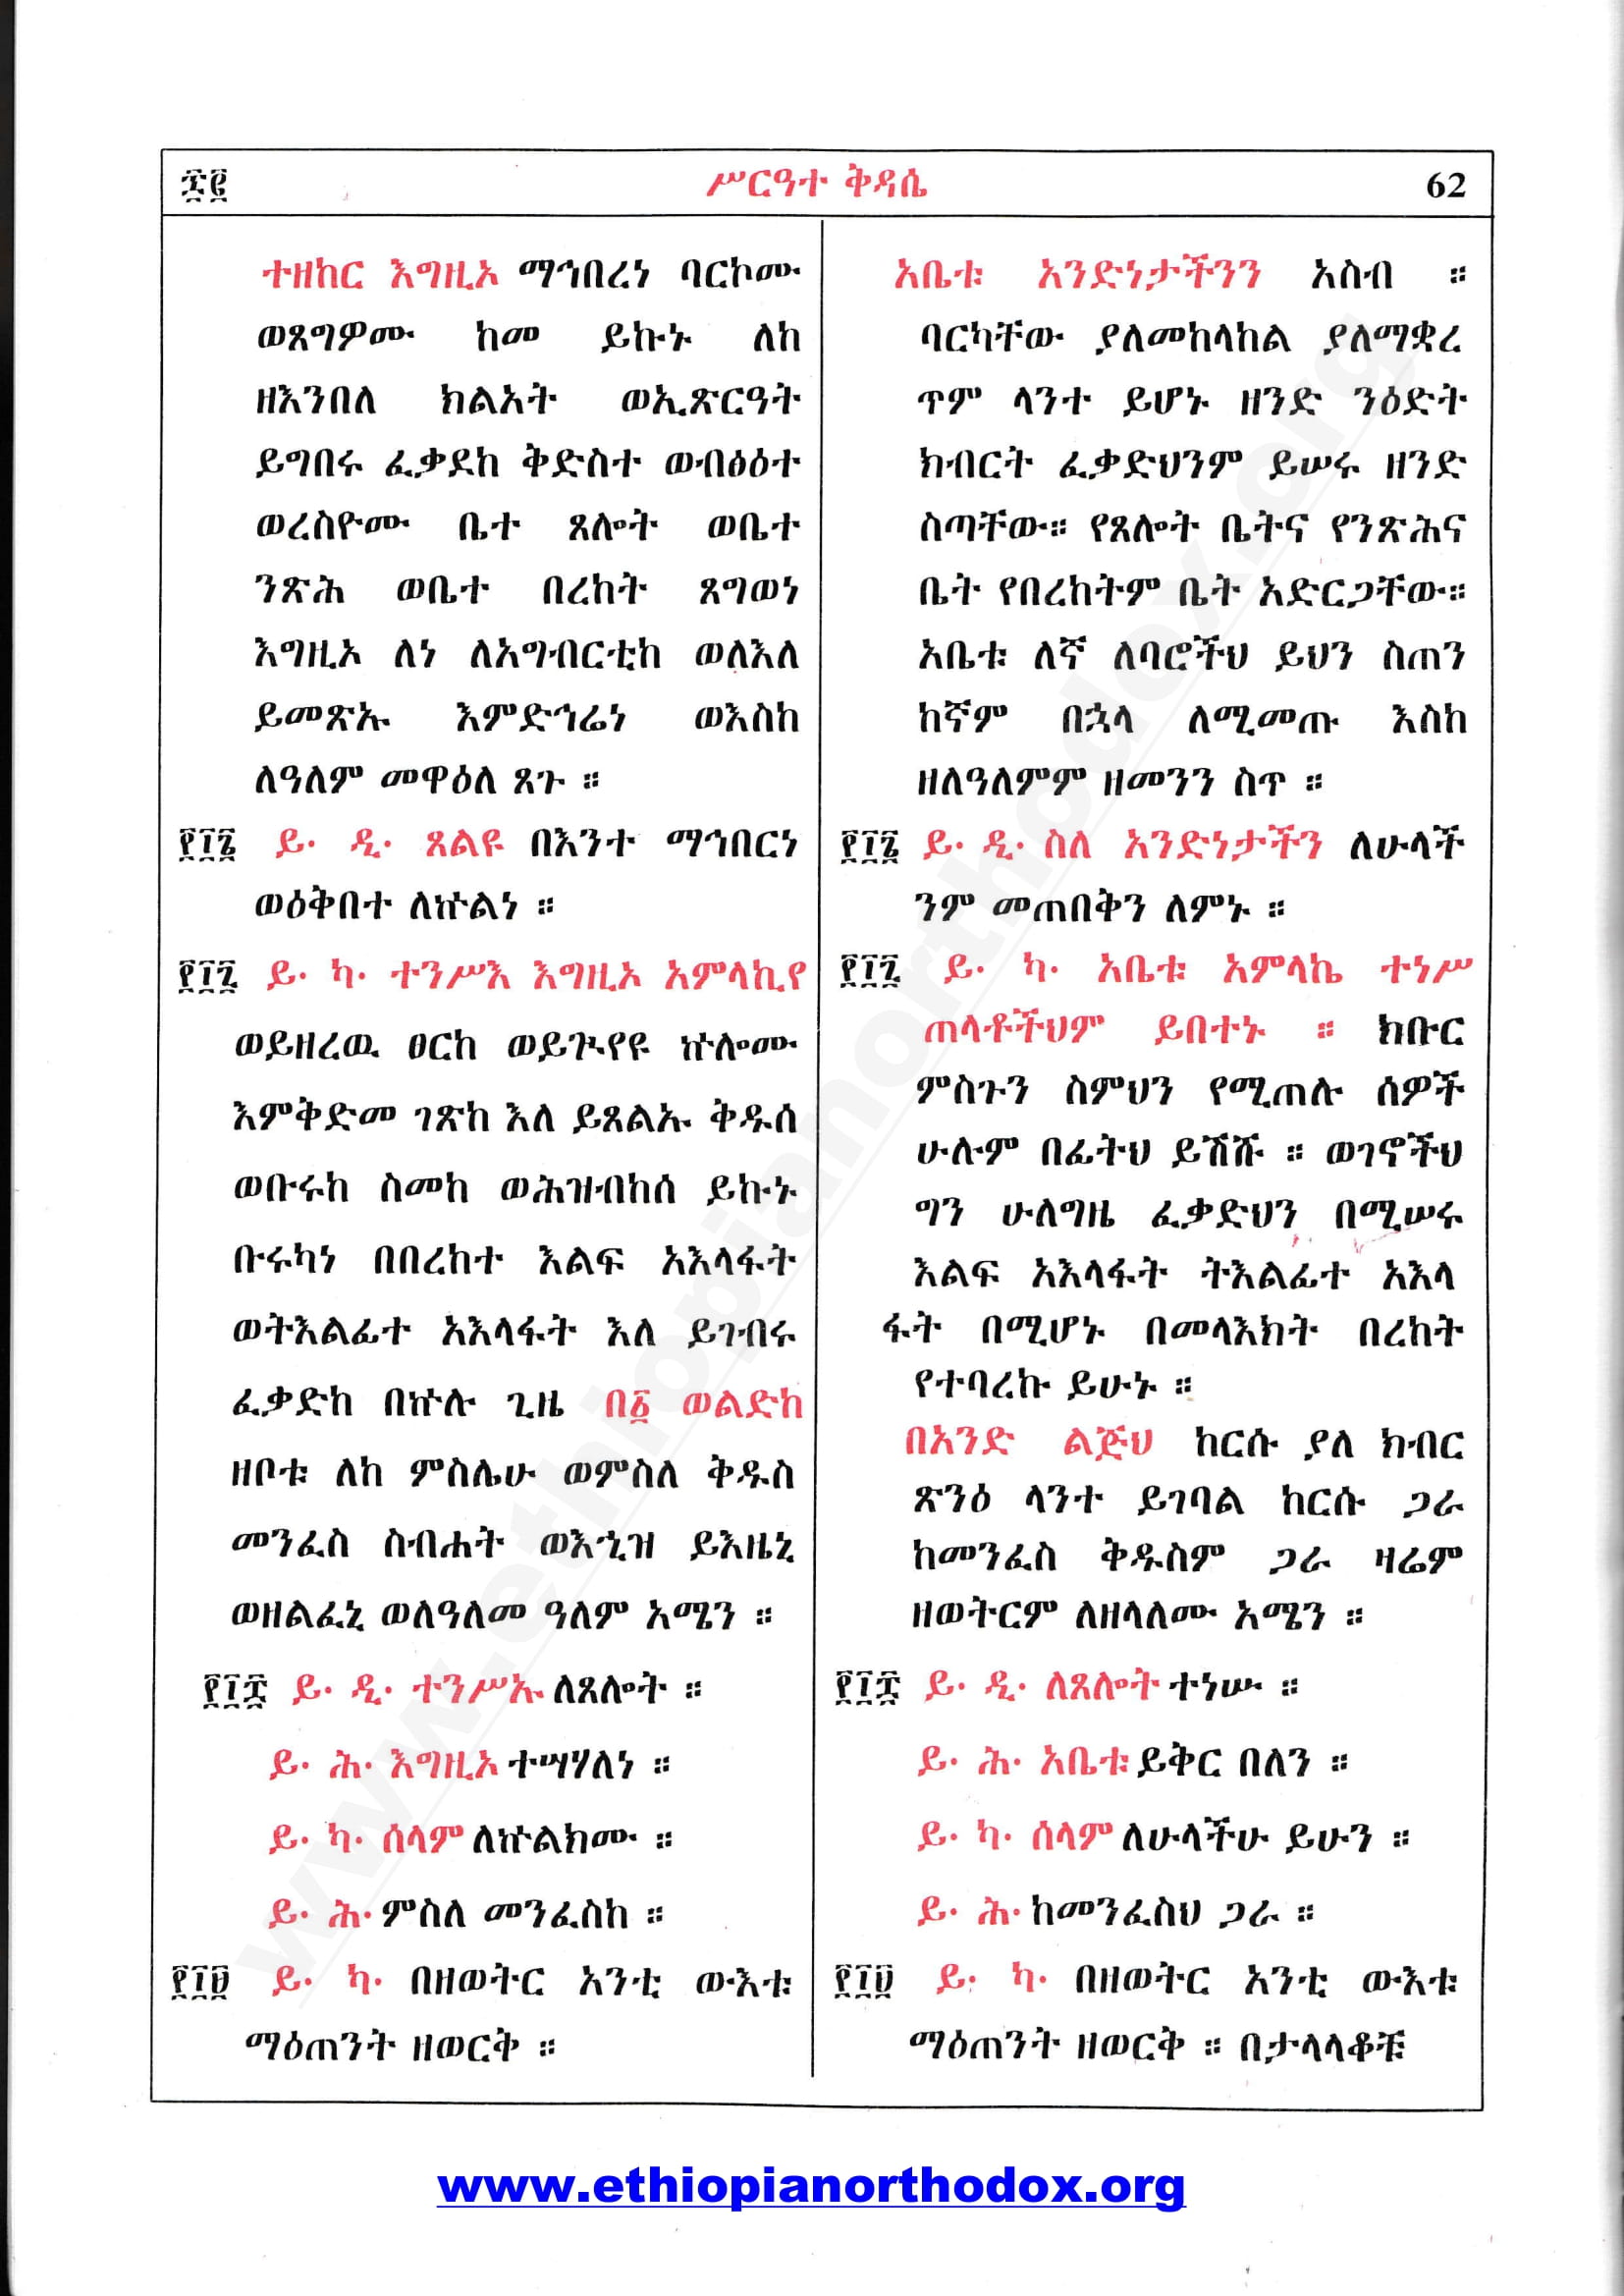 ፷፪ ሥርዓተ ቅዳሴ 62
ተዘከር እግዚኦ ማኅበረነ ባርኮሙ
ወጸግዎሙ ከመ ይኩኑ ለከ
ዘእንበለ ክልአት ወኢጽርዓት
ይግበሩ ፈቃደከ ቅድስተ ወብፅዕተ
ወረስዮሙ ቤተ ጸሎት ወቤተ
ንጽሕ ወቤተ በረከት ጸግወነ
እግዚኦ ለነ ለአግብርቲከ ወለእለ
ይመጽኡ እምድኅሬነ ወእስከ
ለዓለም መዋዕለ ጸጉ ።
፻፲፮ ይ· ዲ· ጸልዩ በእንተ ማኅበርነ
ወዕቅበተ ለኵልነ ።
፻፲፯ ይ· ካ· ተንሥእ እግዚኦ አምላኪየ
ወይዘረዉ ፀርከ ወይጒየዩ ኵሎሙ
እምቅድመ ገጽከ እለ ይጸልኡ ቅዱሰ
ወቡሩከ ስመከ ወሕዝብከሰ ይኩኑ
ቡሩካነ በበረከተ እልፍ አእላፋት
ወትእልፊተ አእላፋት እለ ይገብሩ
ፈቃድከ በኵሉ ጊዜ በ፩ ወልድከ
ዘቦቱ ለከ ምስሌሁ ወምስለ ቅዱስ
መንፈስ ስብሐት ወእኂዝ ይእዜኒ
ወዘልፈኒ ወለዓለመ ዓለም አሜን ።
፻፲፰ ይ· ዲ· ተንሥኡ ለጸሎት ።
ይ· ሕ· እግዚኦ ተሣሃለነ ።
ይ· ካ· ሰላም ለኵልክሙ ።
ይ· ሕ· ምስለ መንፈስከ ።
፻፲፱ ይ· ካ· በዘወትር አንቲ ውእቱ
ማዕጠንት ዘወርቅ ።
አቤቱ አንድነታችንን አስብ ።
ባርካቸው ያለመከላከል ያለማቋረ
ጥም ላንተ ይሆኑ ዘንድ ንዕድት
ክብርት ፈቃድህንም ይሠሩ ዘንድ
ስጣቸው። የጸሎት ቤትና የንጽሕና
ቤት የበረከትም ቤት አድርጋቸው።
አቤቱ ለኛ ለባሮችህ ይህን ስጠን
ከኛም በኋላ ለሚመጡ እስከ
ዘለዓለምም ዘመንን ስጥ ።
፻፲፮ ይ· ዲ· ስለ አንድነታችን ለሁላች
ንም መጠበቅን ለምኑ ።
፻፲፯ ይ· ካ· አቤቱ አምላኬ ተነሥ
ጠላቶችህም ይበተኑ ። ክቡር
ምስጉን ስምህን የሚጠሉ ሰዎች
ሁሉም በፊትህ ይሽሹ ። ወገኖችህ
ግን ሁለግዜ ፈቃድህን በሚሠሩ
እልፍ አእላፋት ትእልፊተ አእላ
ፋት በሚሆኑ በመላእክት በረከት
የተባረኩ ይሁኑ ።
በአንድ ልጅህ ከርሱ ያለ ክብር
ጽንዕ ላንተ ይገባል ከርሱ ጋራ
ከመንፈስ ቅዱስም ጋራ ዛሬም
ዘወትርም ለዘላለሙ አሜን ።
፻፲፰ ይ· ዲ· ለጸሎት ተነሡ ።
ይ· ሕ· አቤቱ ይቅር በለን ።
ይ· ካ· ሰላም ለሁላችሁ ይሁን ።
ይ· ሕ· ከመንፈስህ ጋራ ።
፻፲፱ ይ· ካ· በዘወትር አንቲ ውእቱ
ማዕጠንት ዘወርቅ ። በታላላቆቹ
www.ethiopianorthodox.org
www.ethiopianorthodox.org